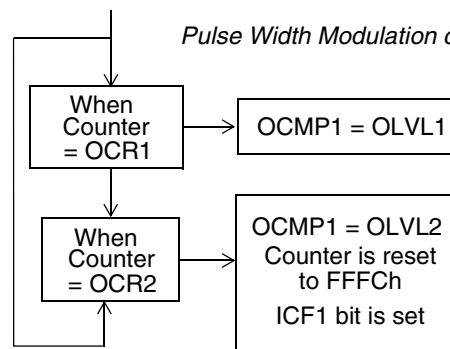 Pulse Width Modulation
When
Counter
= OCR1
OCMP1 = OLVL1
When
Counter
= OCR2
OCMP1 = OLVL2
Counter is reset
to FFFCh
ICF1 bit is set